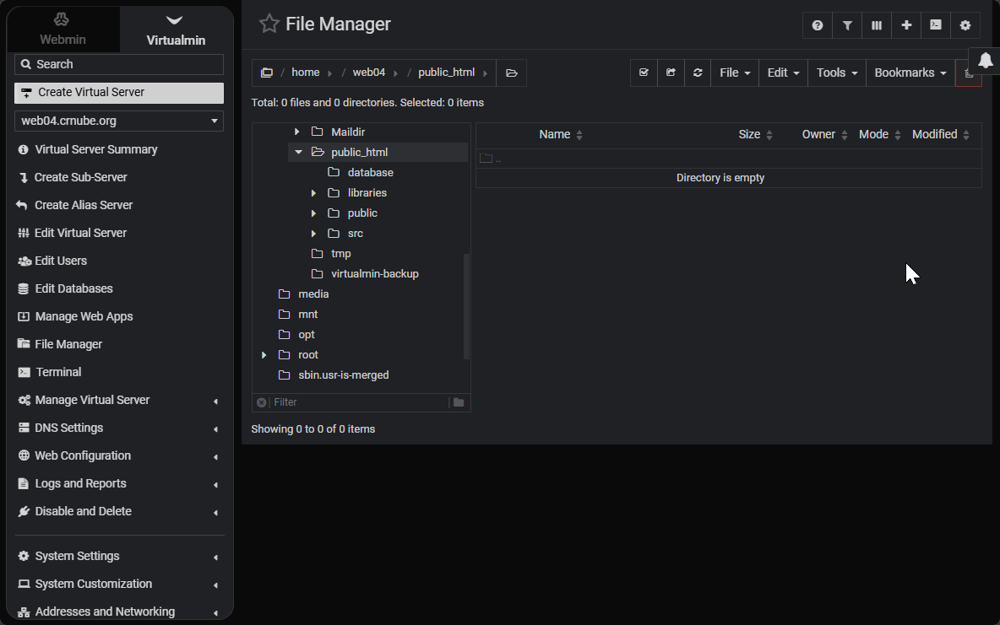 Webmin
Virtualmin
Search
Create Virtual Server
web04.crnube.org
Virtual Server Summary
Create Sub-Server
Create Alias Server
Edit Virtual Server
Edit Users
Edit Databases
Manage Web Apps
File Manager
Terminal
Manage Virtual Server
DNS Settings
Web Configuration
Logs and Reports
Disable and Delete
System Settings
System Customization
Addresses and Networking
File Manager
/ home / web04 / public_html
File Edit Tools Bookmarks
Total: 0 files and 0 directories. Selected: 0 items
Maildir
public_html
database
libraries
public
src
tmp
virtualmin-backup
media
mnt
opt
root
sbin.usr-is-merged
Filter
Name Size Owner Mode Modified
..
Directory is empty
Showing 0 to 0 of 0 items